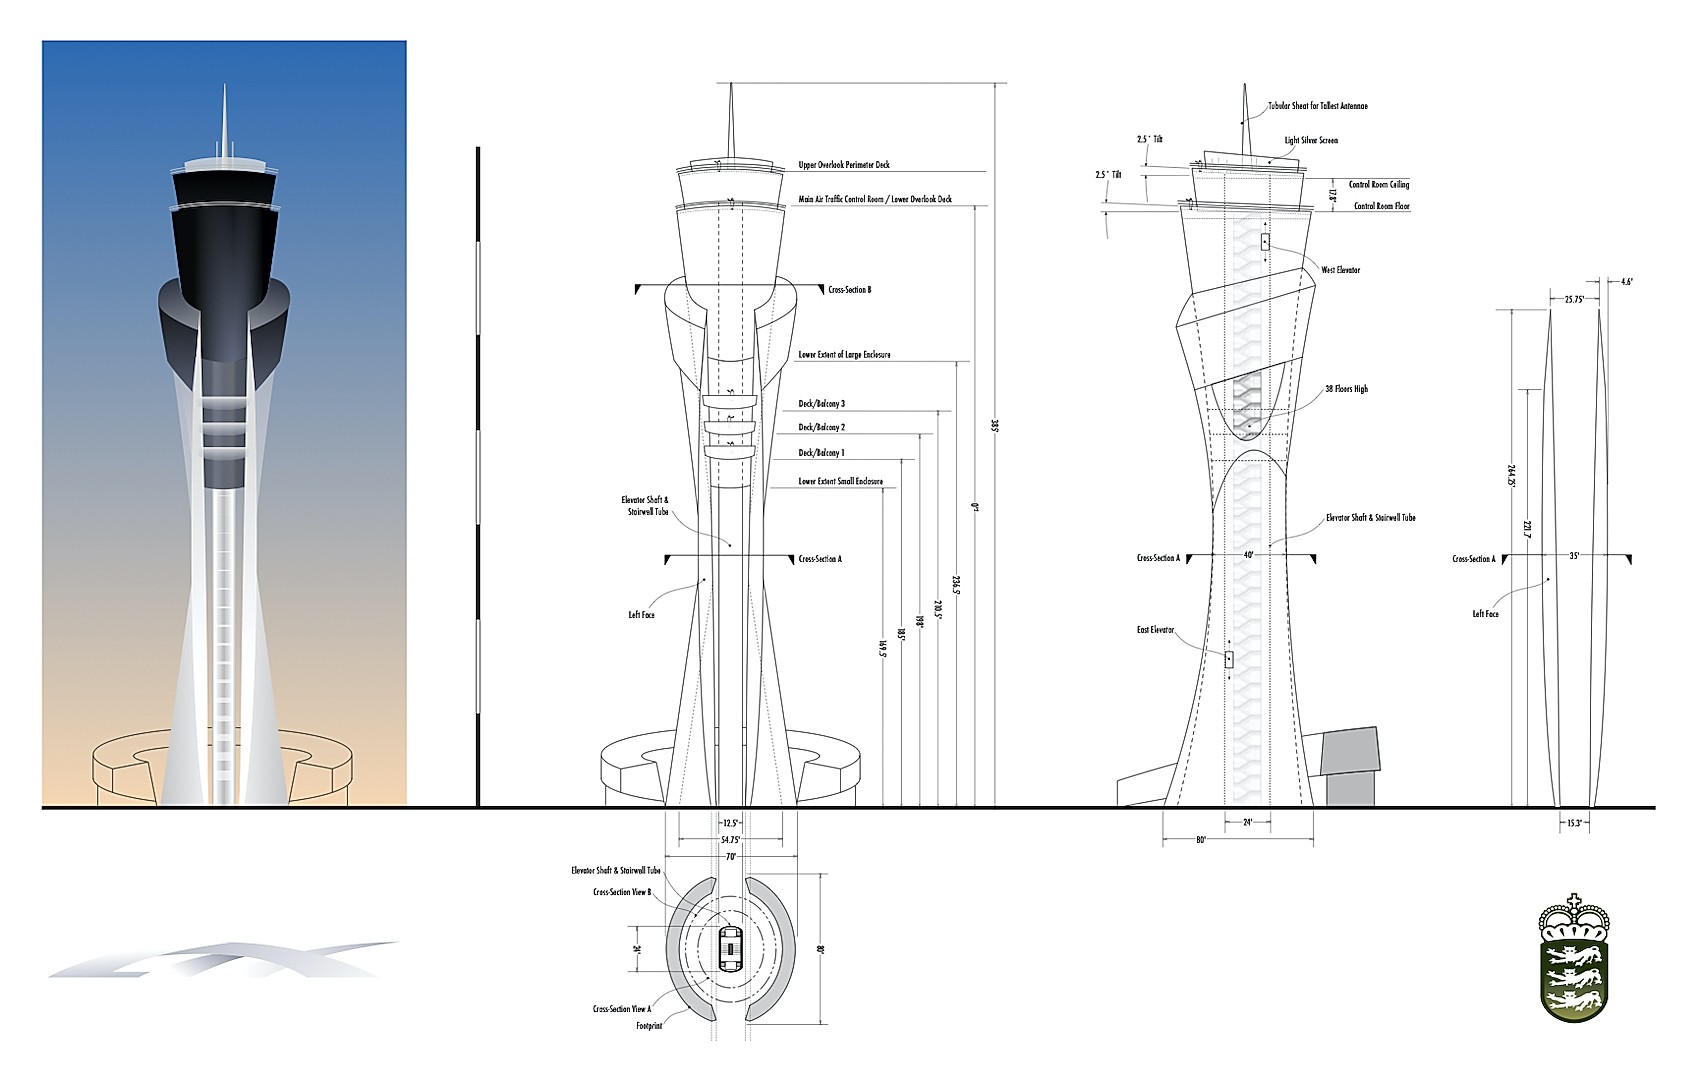 Upper Overlook Perimeter Deck
Main Air Traffic Control Room / Lower Overlook Deck
Cross-Section B
Lower Extent of Large Enclosure
Deck/Balcony 3
Deck/Balcony 2
Deck/Balcony 1
Lower Extent Small Enclosure
Elevator Shaft &
Stairwell Tube
Cross-Section A
Left Face
169.5'
185'
198'
210.5'
236.5'
0'
385'
12.5'
54.75'
70'
Elevator Shaft & Stairwell Tube
Cross-Section View B
24'
80'
Cross-Section View A
Footprint
Tubular Sheat for Tallest Antennae
2.5° Tilt
Light Silver Screen
2.5° Tilt
Control Room Ceiling
17.8'
Control Room Floor
West Elevator
38 Floors High
Elevator Shaft & Stairwell Tube
Cross-Section A
40'
East Elevator
24'
80'
4.6'
25.75'
264.25'
221.7'
Cross-Section A
35'
Left Face
15.3'